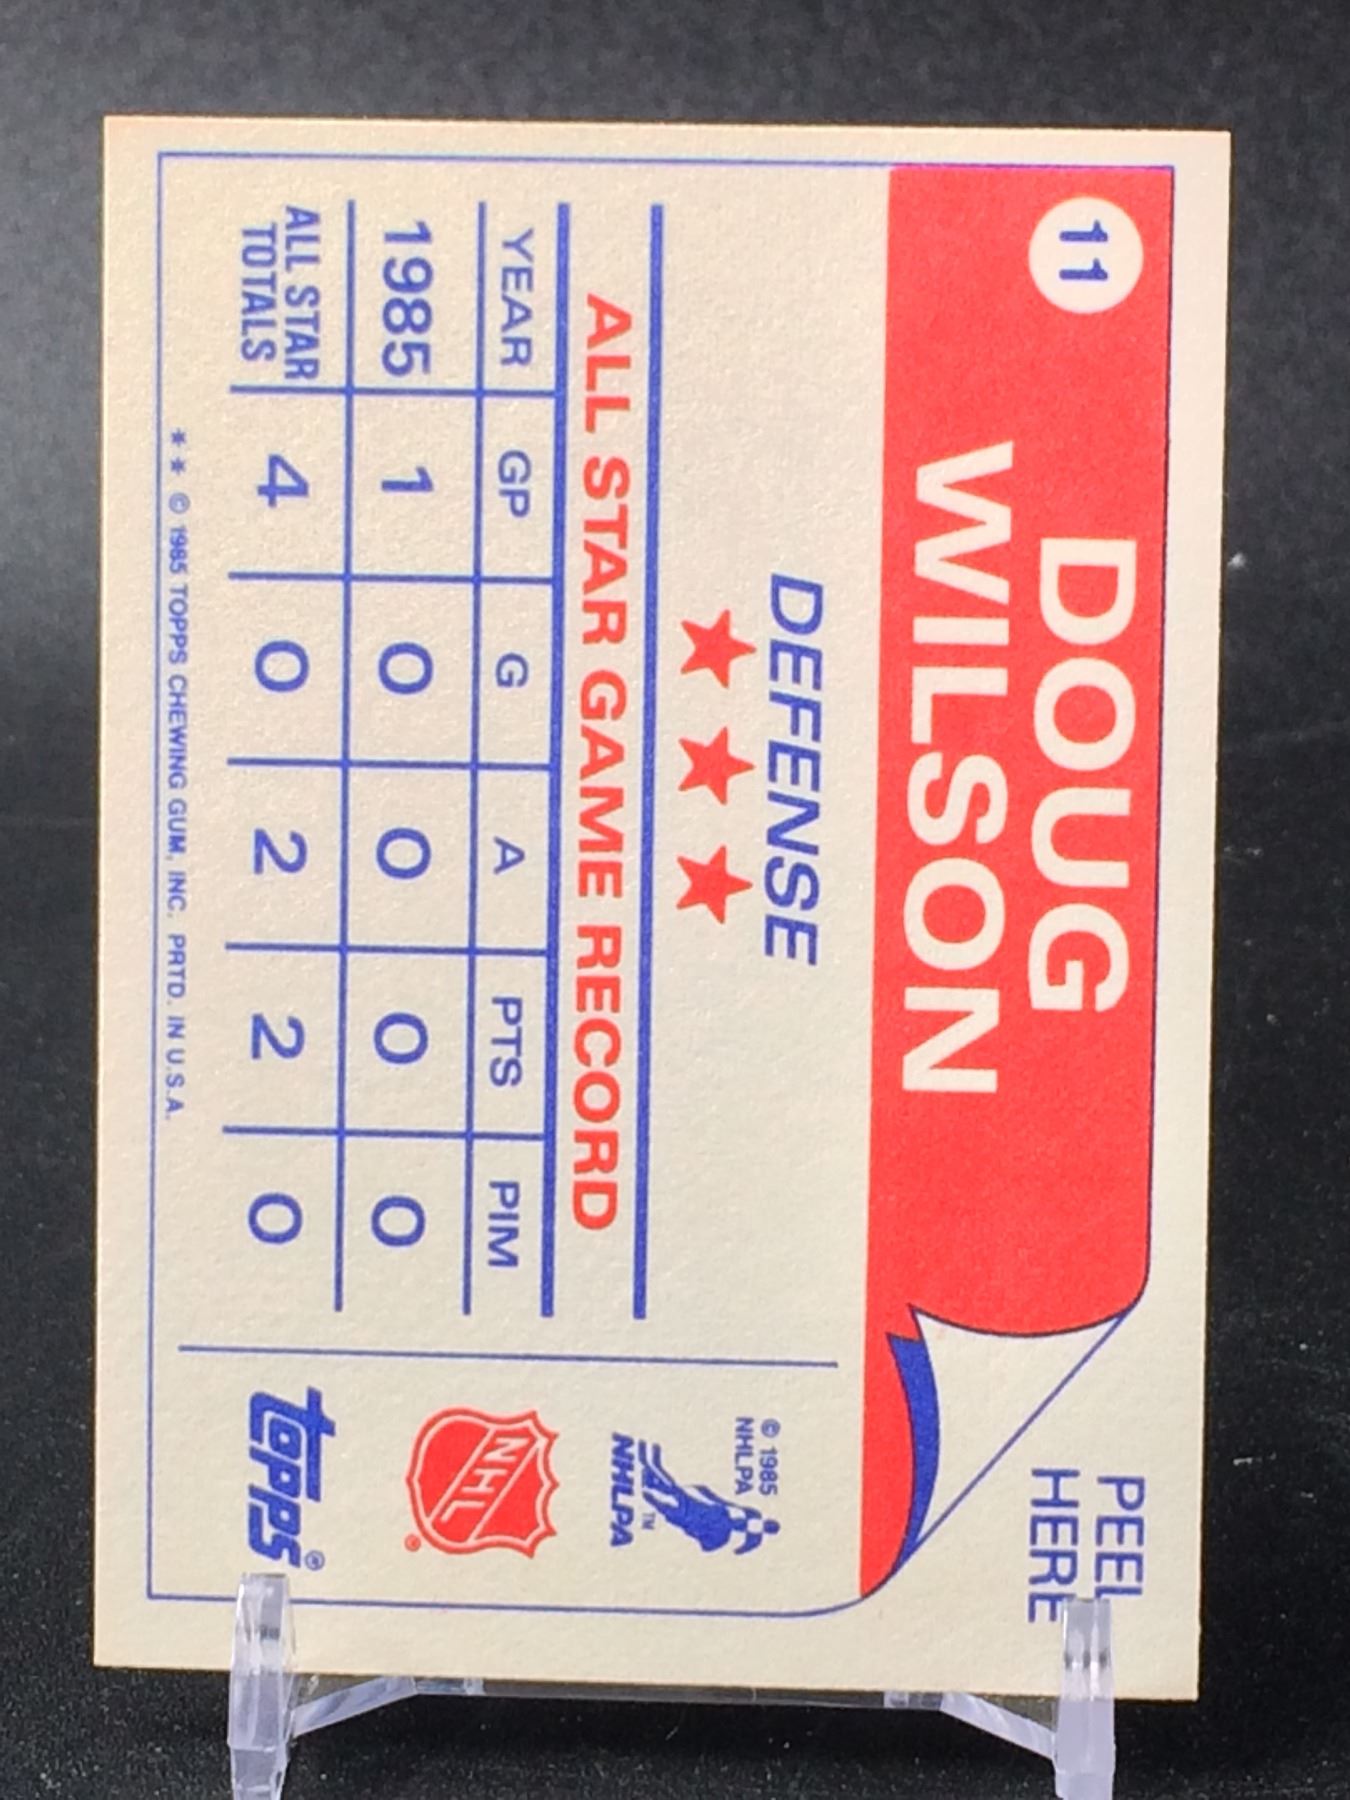 11
DOUG
WILSON
PEEL
HERE
DEFENSE
ALL STAR GAME RECORD
YEAR GP G A PTS PIM
1985 1 0 0 0 0
ALL STAR
TOTALS 4 0 2 2 0
** © 1985 TOPPS CHEWING GUM, INC. PRTD. IN U.S.A.
© 1985
NHLPA
NHLPA™
NHL®
topps®